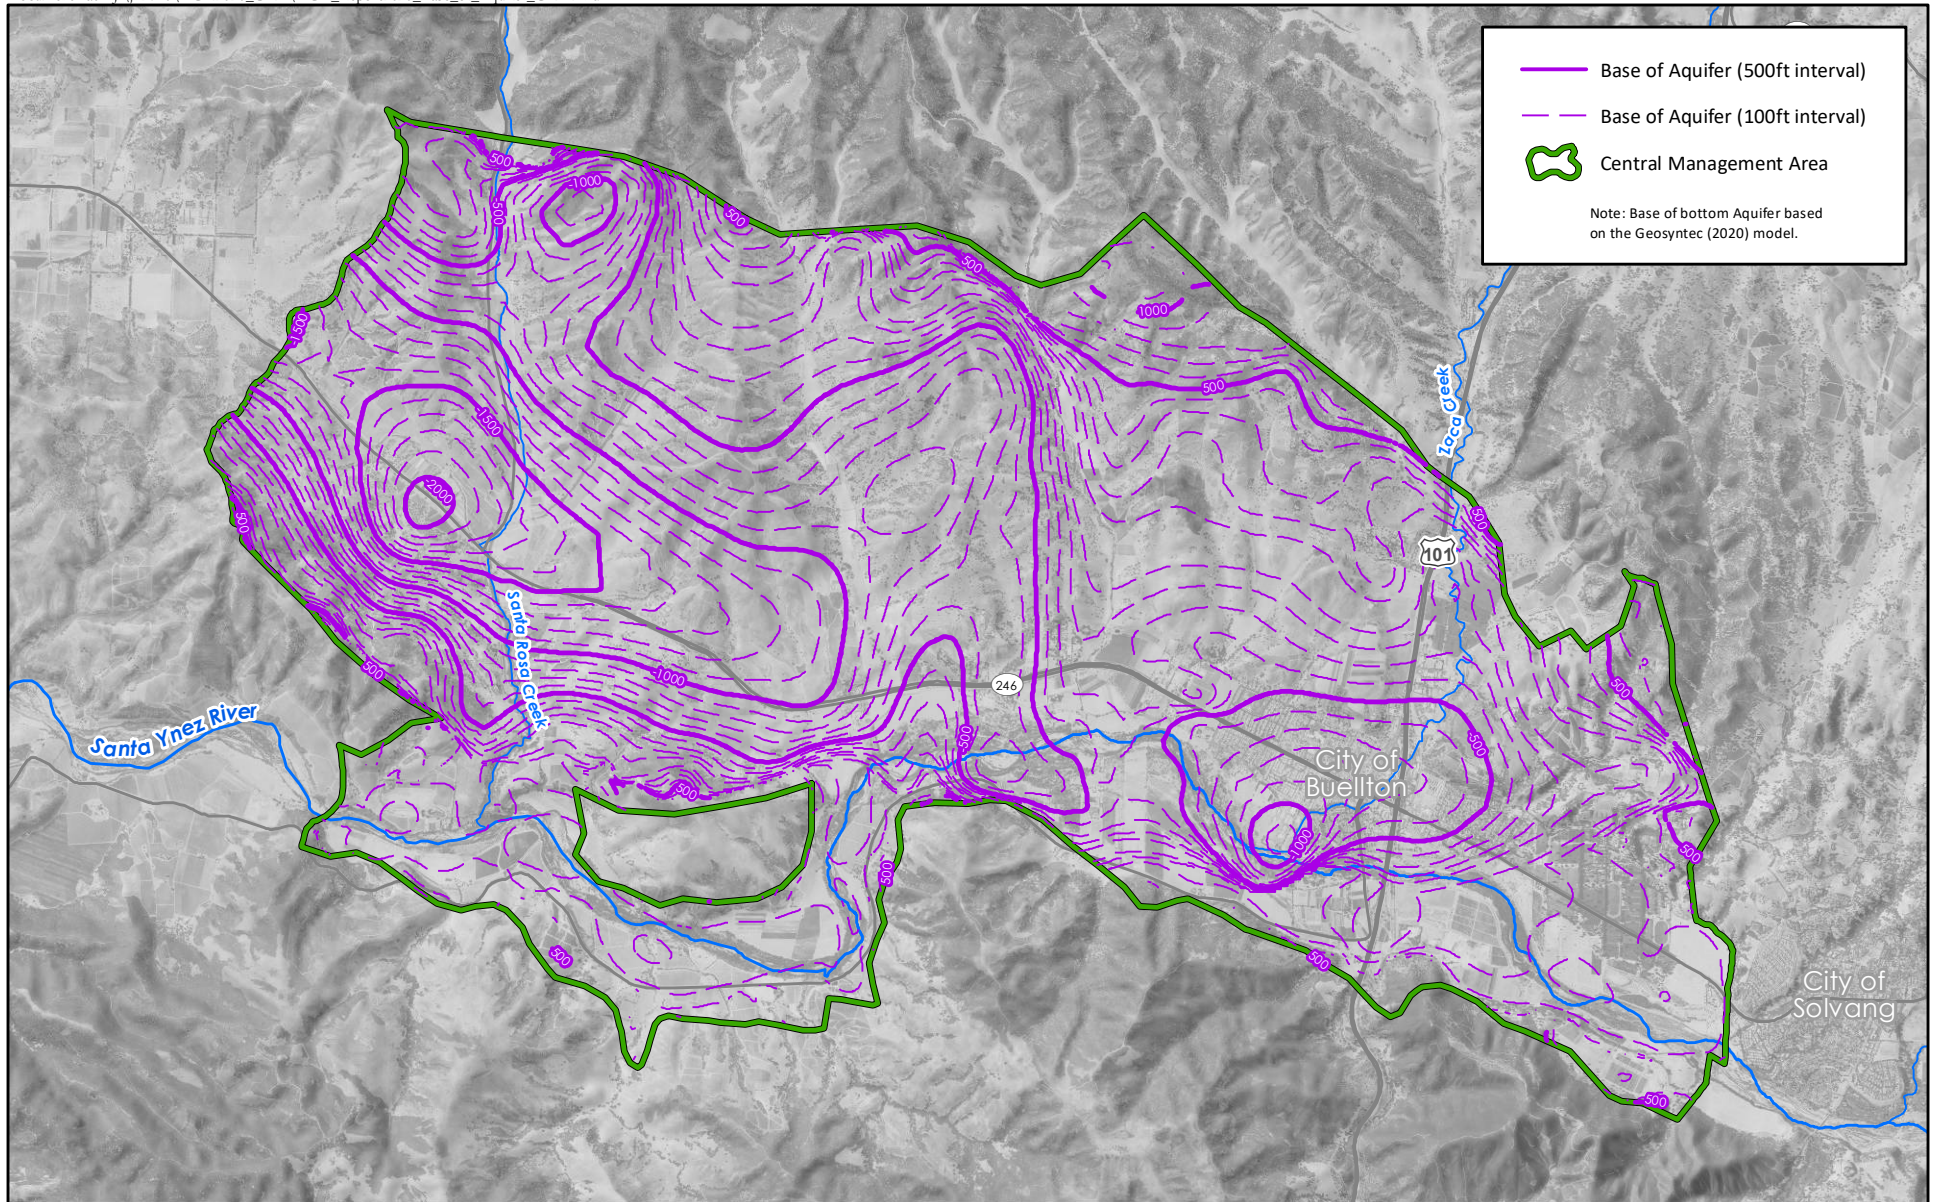 Base of Aquifer (500ft interval)
Base of Aquifer (100ft interval)
Central Management Area
Note: Base of bottom Aquifer based
on the Geosyntec (2020) model.
500
-1000
500
500
500
1000
-1500
500
Zaca Creek
-1500
-2000
500
500
101
Santa Rosa Creek
500
-1000
246
500
Santa Ynez River
-500
-500
City of
Buellton
500
-1000
500
500
500
500
City of
Solvang
-500